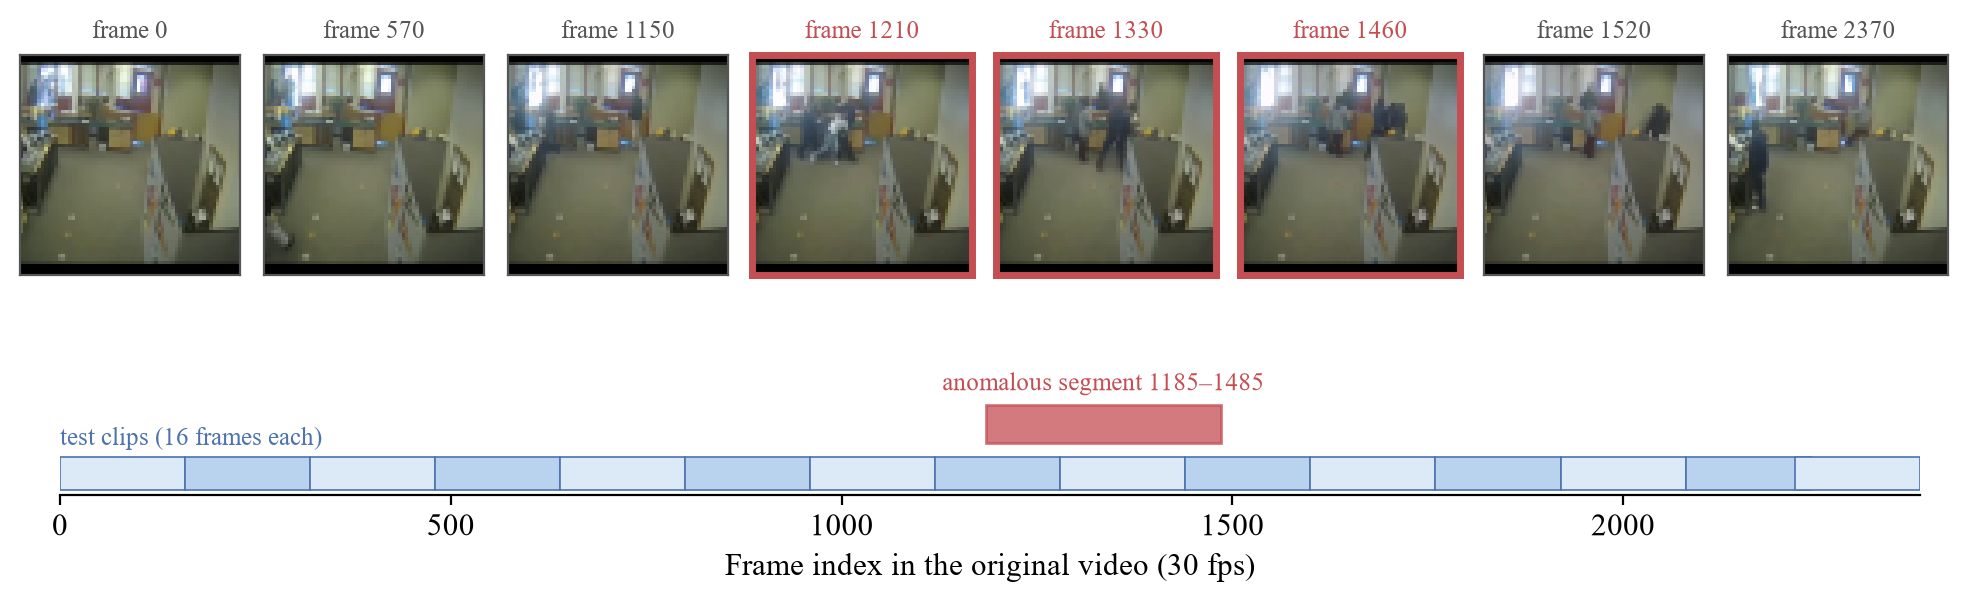 frame 0 frame 570 frame 1150 frame 1210 frame 1330 frame 1460 frame 1520 frame 2370
anomalous segment 1185–1485
test clips (16 frames each)
0 500 1000 1500 2000
Frame index in the original video (30 fps)